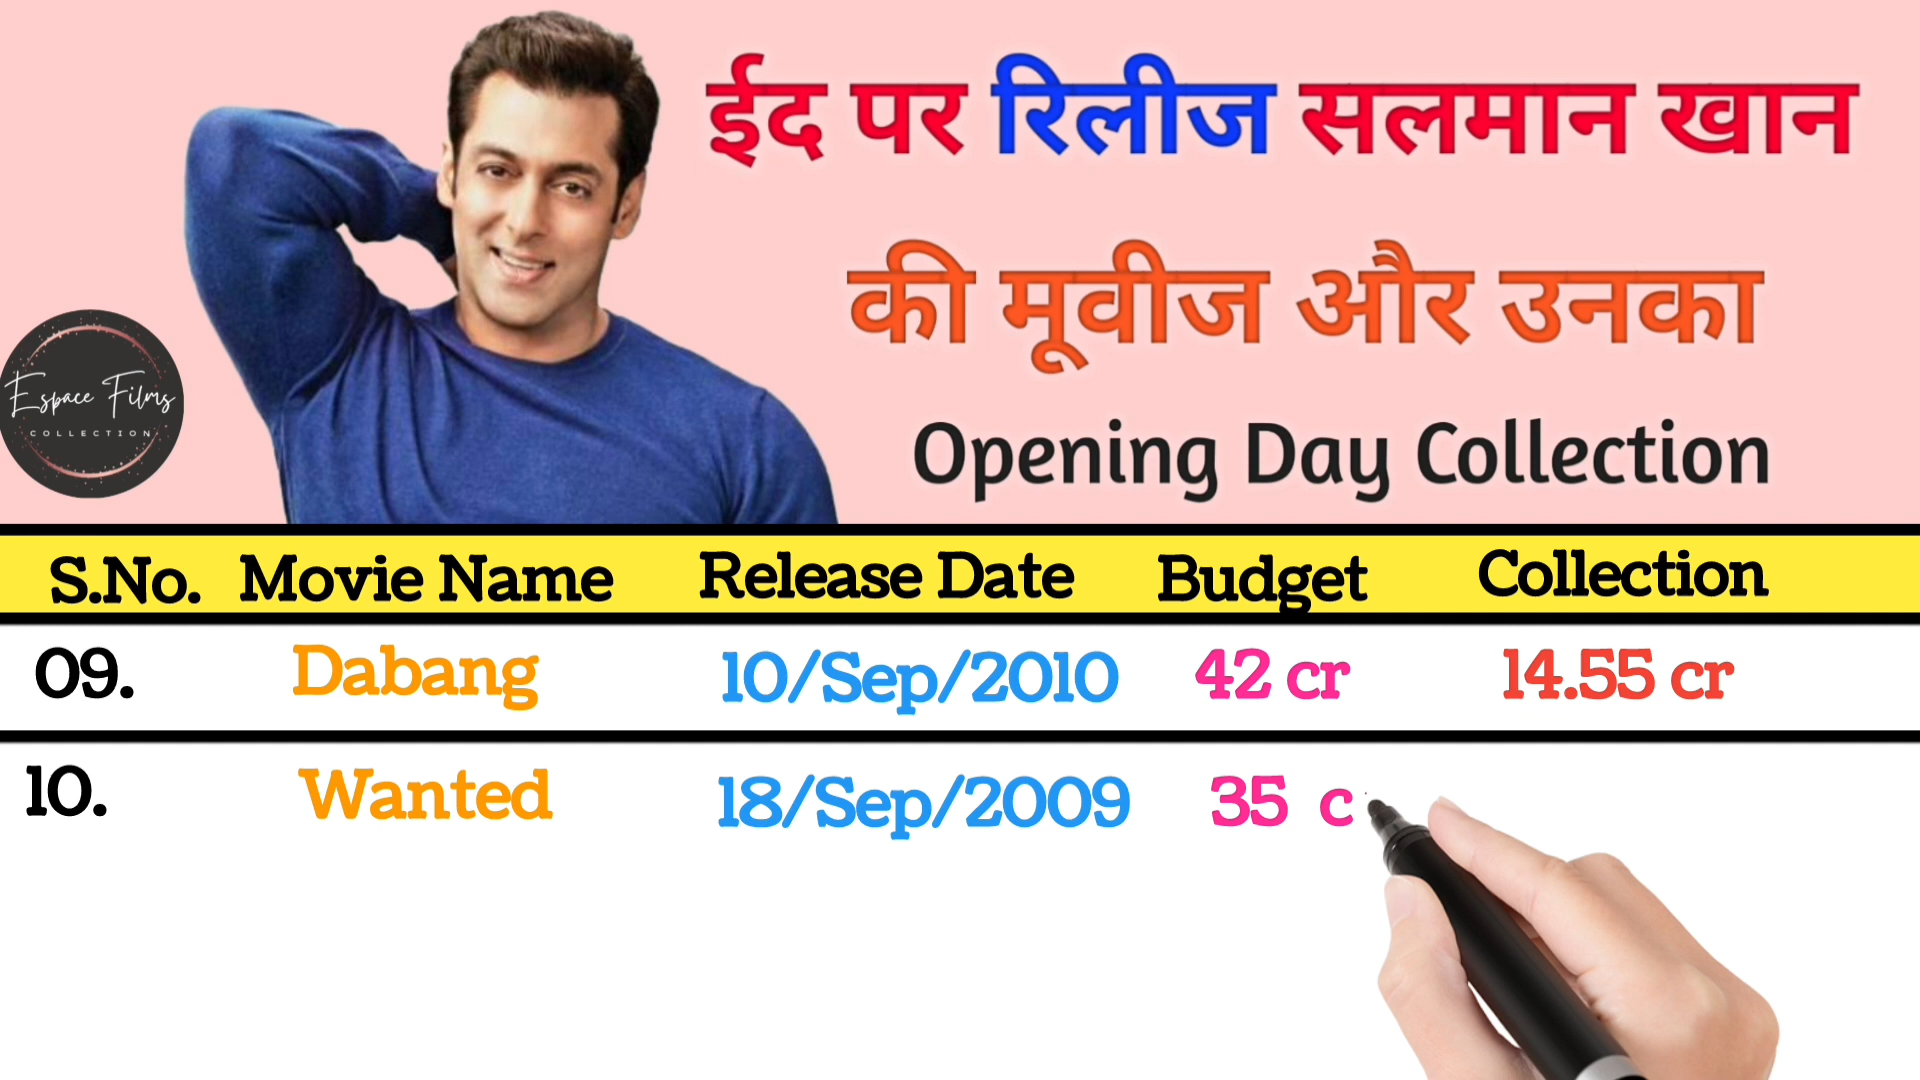 ईद पर रिलीज सलमान खान
की मूवीज और उनका
Opening Day Collection
Espace Films
COLLECTION
S.No. Movie Name Release Date Budget Collection
09. Dabang 10/Sep/2010 42 cr 14.55 cr
10. Wanted 18/Sep/2009 35 c